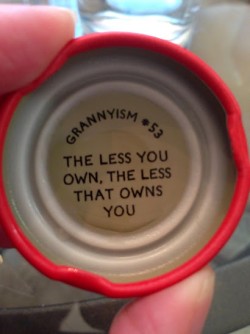 GRANNYISM #53
THE LESS YOU
OWN, THE LESS
THAT OWNS
YOU